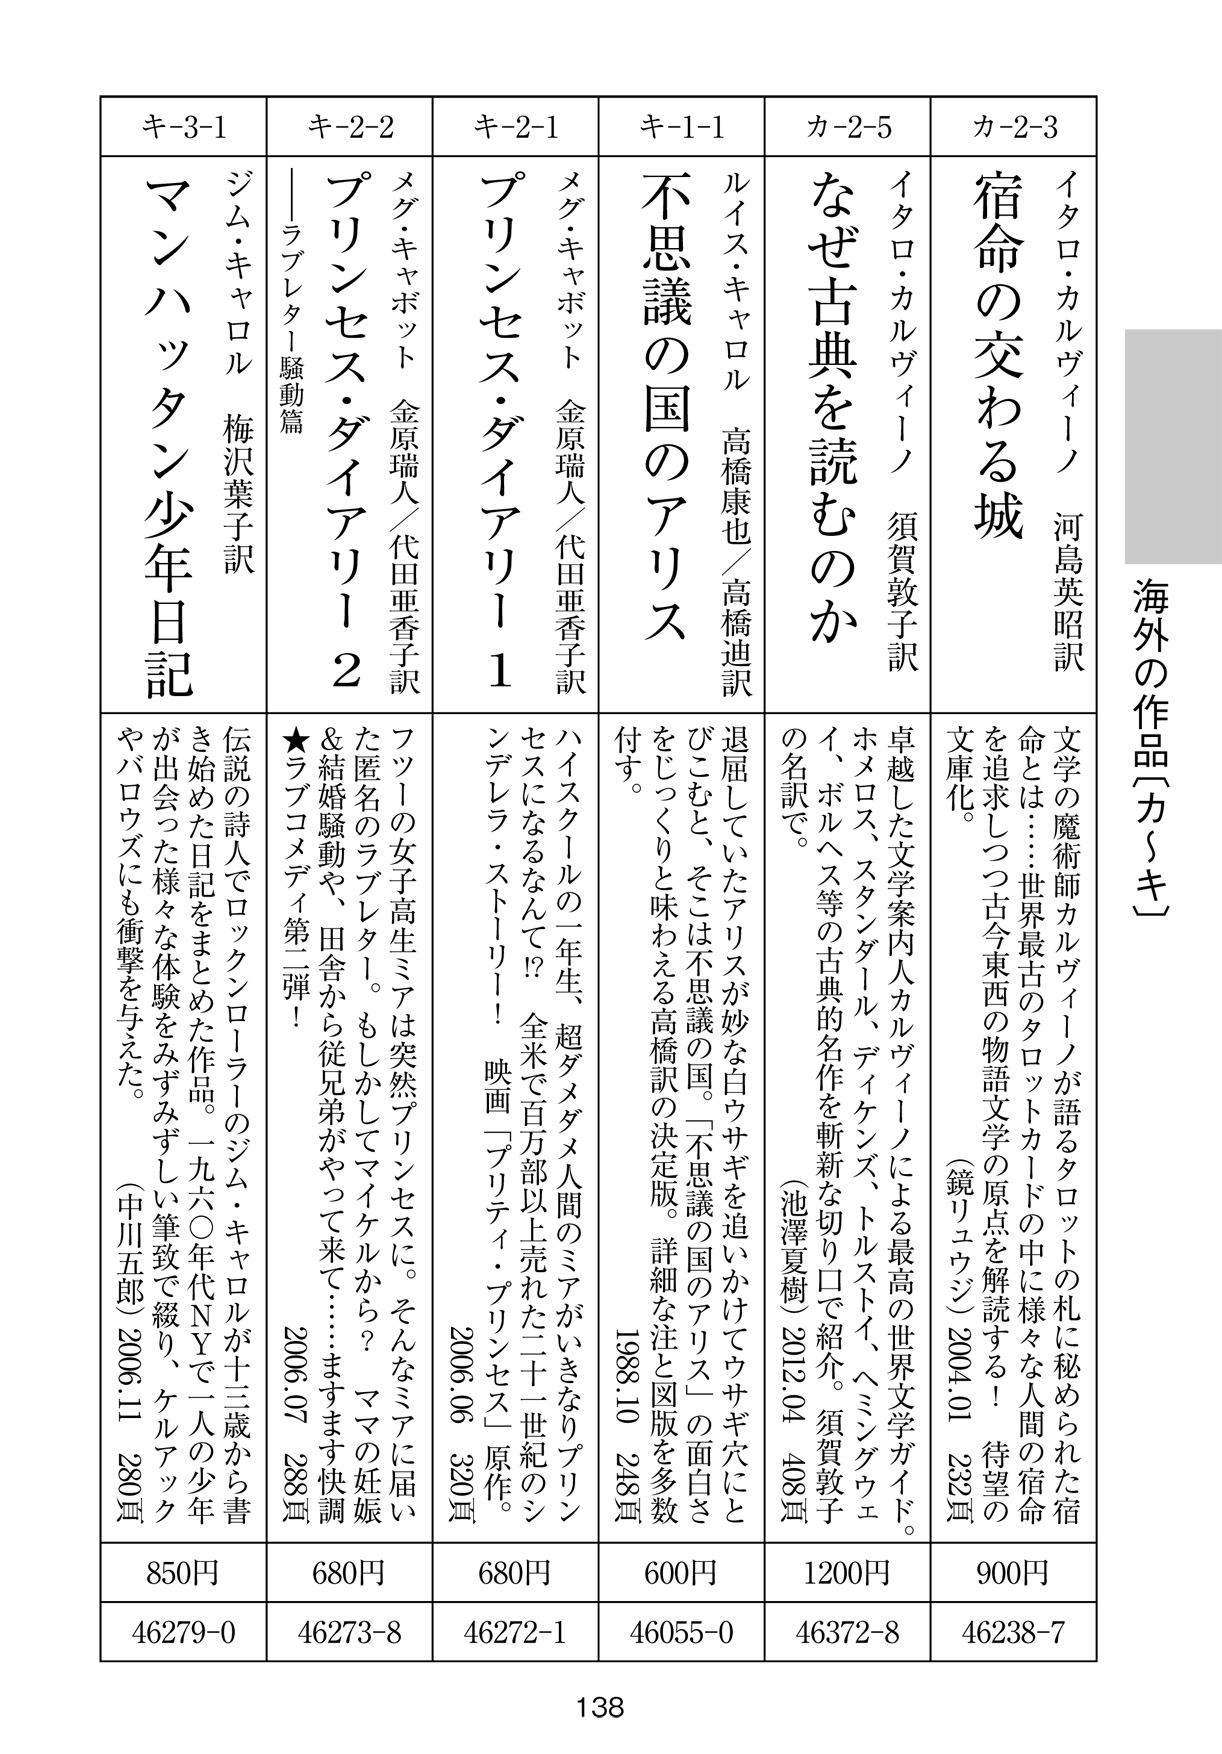 海外の作品〔カ〜キ〕
カ-2-3
イタロ・カルヴィーノ　河島英昭訳
宿命の交わる城
文学の魔術師カルヴィーノが語るタロットの札に秘められた宿
命とは……世界最古のタロットカードの中に様々な人間の宿命
を追求しつつ古今東西の物語文学の原点を解読する！　待望の
文庫化。　（鏡リュウジ）2004.01　232頁
900円
46238-7
カ-2-5
イタロ・カルヴィーノ　須賀敦子訳
なぜ古典を読むのか
卓越した文学案内人カルヴィーノによる最高の世界文学ガイド。
ホメロス、スタンダール、ディケンズ、トルストイ、ヘミングウェ
イ、ボルヘス等の古典的名作を斬新な切り口で紹介。須賀敦子
の名訳で。　（池澤夏樹）2012.04　408頁
1200円
46372-8
キ-1-1
ルイス・キャロル　高橋康也／高橋迪訳
不思議の国のアリス
退屈していたアリスが妙な白ウサギを追いかけてウサギ穴にと
びこむと、そこは不思議の国。「不思議の国のアリス」の面白さ
をじっくりと味わえる高橋訳の決定版。詳細な注と図版を多数
付す。　1988.10　248頁
600円
46055-0
キ-2-1
メグ・キャボット　金原瑞人／代田亜香子訳
プリンセス・ダイアリー　1
ハイスクールの一年生、超ダメダメ人間のミアがいきなりプリン
セスになるなんて!?　全米で百万部以上売れた二十一世紀のシ
ンデレラ・ストーリー！　映画「プリティ・プリンセス」原作。
2006.06　320頁
680円
46272-1
キ-2-2
メグ・キャボット　金原瑞人／代田亜香子訳
プリンセス・ダイアリー　2
——ラブレター騒動篇
フツーの女子高生ミアは突然プリンセスに。そんなミアに届い
た匿名のラブレター。もしかしてマイケルから？　ママの妊娠
＆結婚騒動や、田舎から従兄弟がやって来て……ますます快調
★ラブコメディ第二弾！　2006.07　288頁
680円
46273-8
キ-3-1
ジム・キャロル　梅沢葉子訳
マンハッタン少年日記
伝説の詩人でロックンローラーのジム・キャロルが十三歳から書
き始めた日記をまとめた作品。一九六〇年代ＮＹで一人の少年
が出会った様々な体験をみずみずしい筆致で綴り、ケルアック
やバロウズにも衝撃を与えた。　（中川五郎）2006.11　280頁
850円
46279-0
138